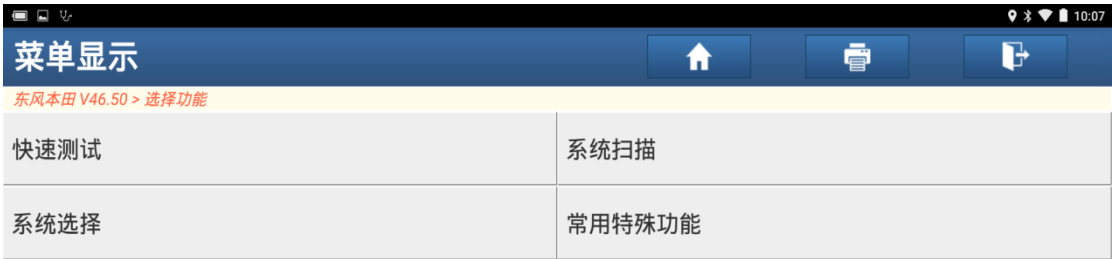 10:07
菜单显示
东风本田 V46.50 > 选择功能
快速测试
系统扫描
系统选择
常用特殊功能